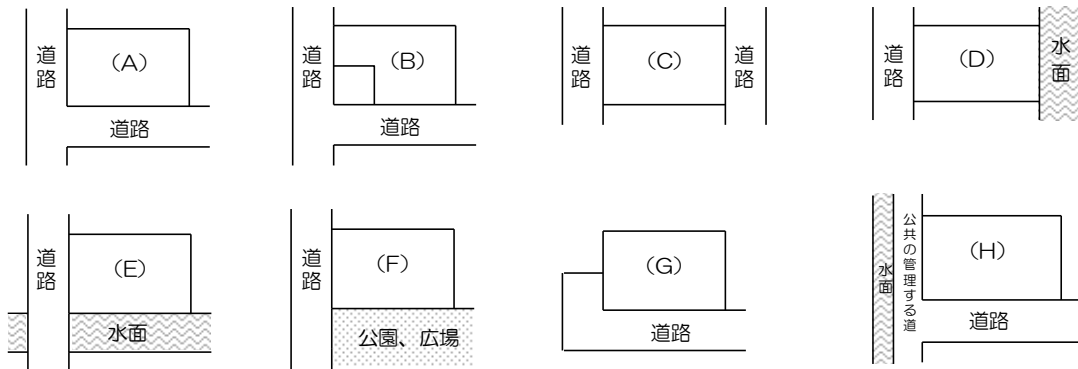 道路
(A)
道路
道路
(B)
道路
道路
(C)
道路
道路
(D)
水面
道路
(E)
水面
道路
(F)
公園、広場
(G)
道路
水面
公共の管理する道
(H)
道路